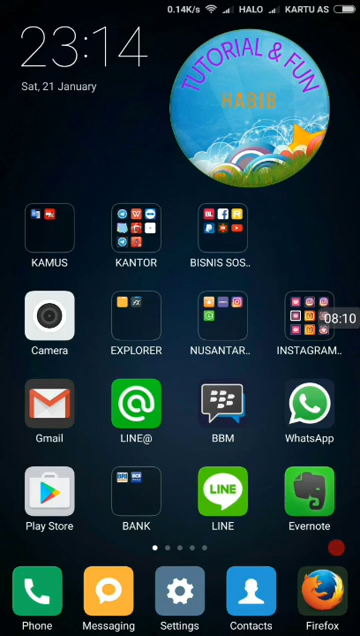 0.14K/s HALO KARTU AS
23:14
Sat, 21 January
TUTORIAL & FUN
HABIB
KAMUS KANTOR BISNIS SOS..
08:10
Camera EXPLORER NUSANTAR.. INSTAGRAM..
Gmail LINE@ BBM WhatsApp
LINE
Play Store BANK LINE Evernote
Phone Messaging Settings Contacts Firefox